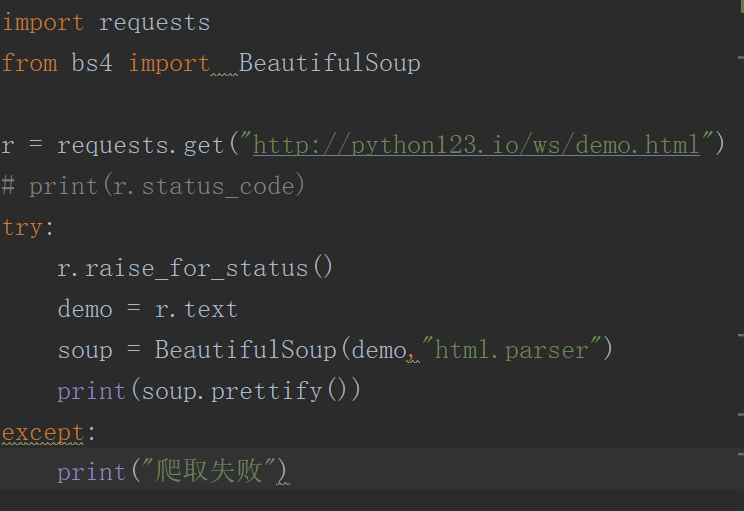 import requests
from bs4 import  BeautifulSoup
r = requests.get("http://python123.io/ws/demo.html")
# print(r.status_code)
try:
    r.raise_for_status()
    demo = r.text
    soup = BeautifulSoup(demo,"html.parser")
    print(soup.prettify())
except:
    print("爬取失败")